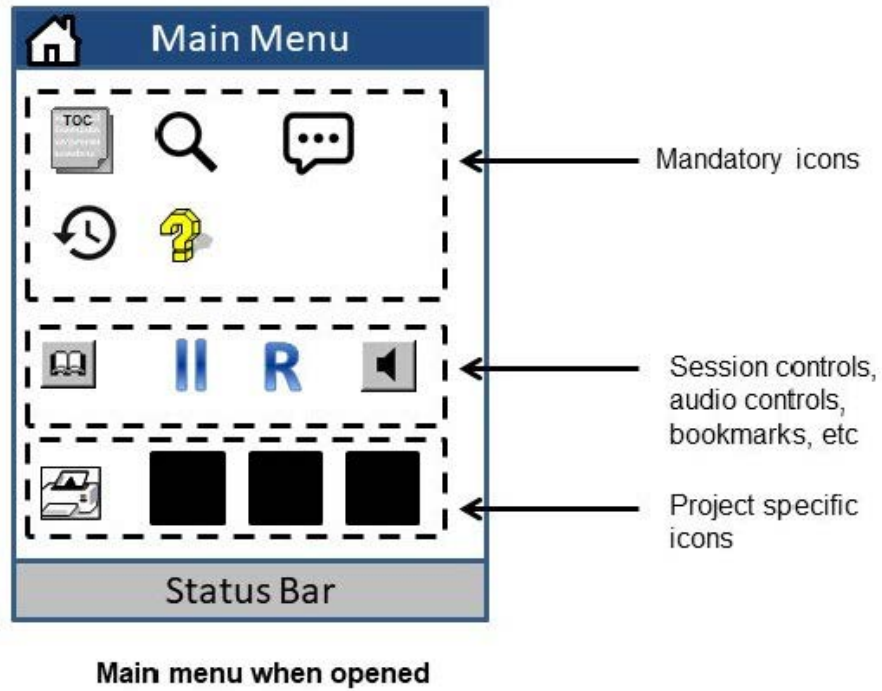 Main Menu
TOC
Mandatory icons
R
Session controls,
audio controls,
bookmarks, etc
Project specific
icons
Status Bar
Main menu when opened